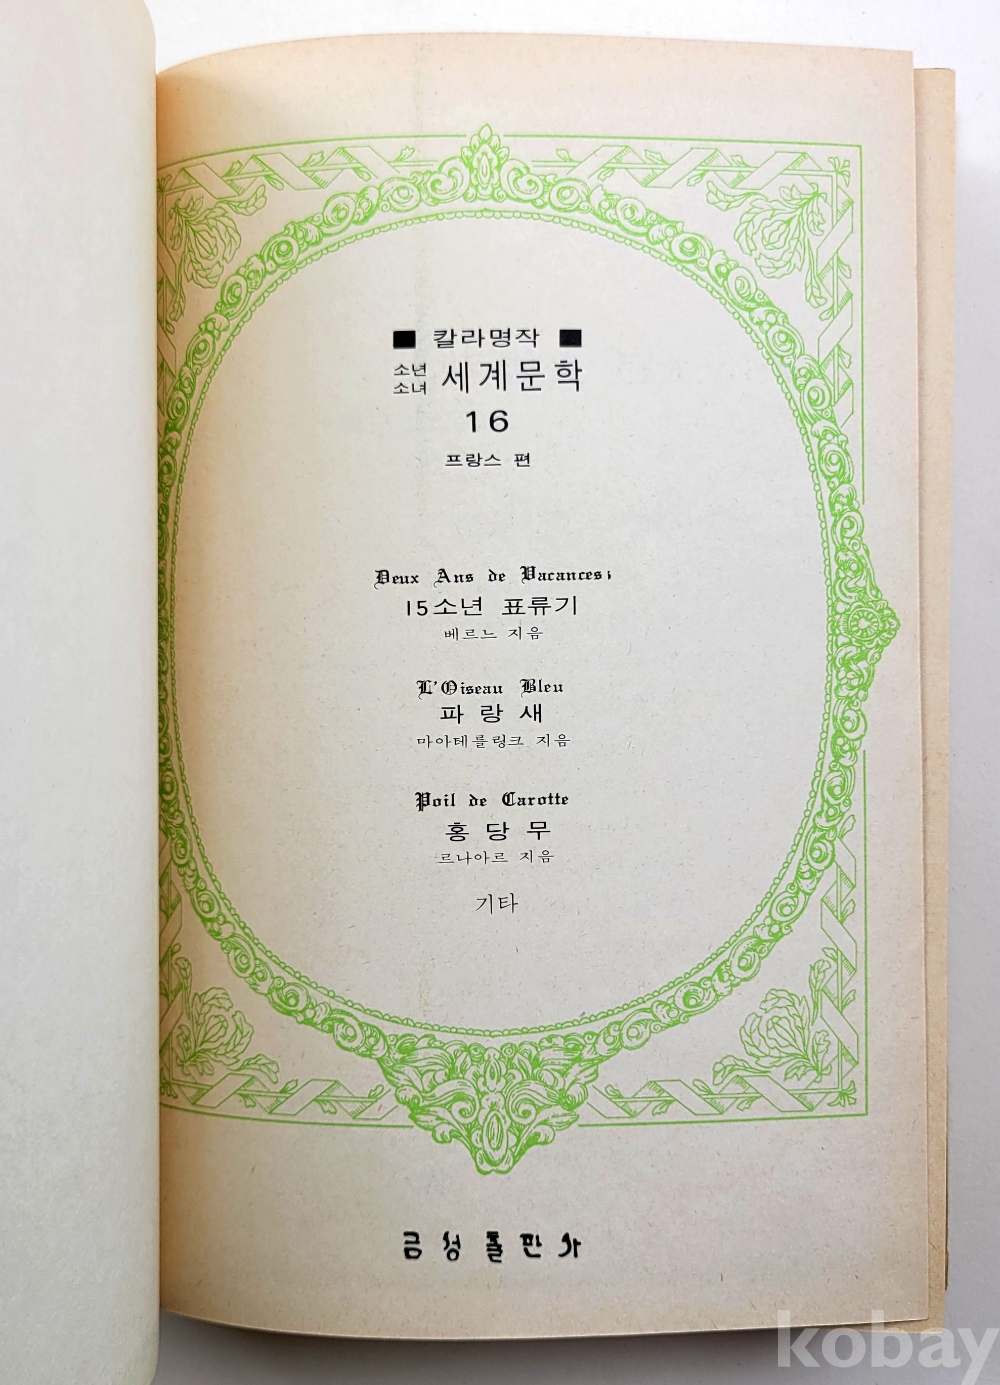 ■ 칼라명작 ■
소년 소녀 세계문학
16
프랑스 편
Deux Ans de Vacances;
15소년 표류기
베르느 지음
L'Oiseau Bleu
파랑새
마아테를링크 지음
Poil de Carotte
홍당무
르나아르 지음
기타
금성출판사
kobay